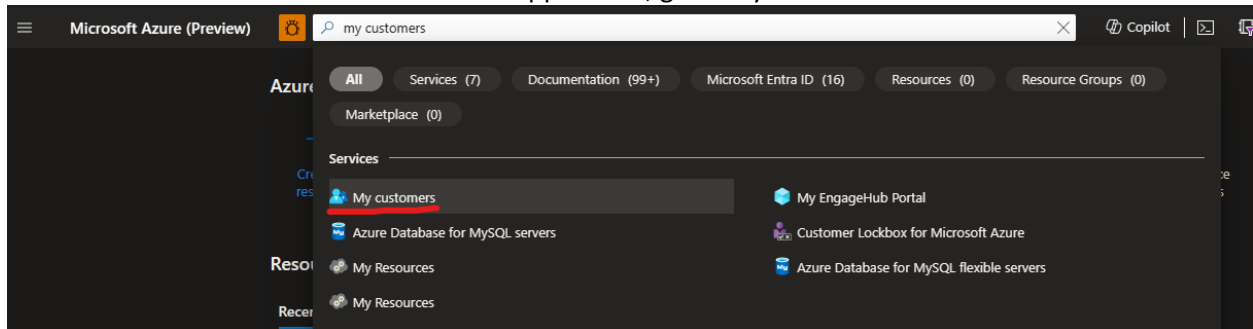 Microsoft Azure (Preview) my customers Copilot
All Services (7) Documentation (99+) Microsoft Entra ID (16) Resources (0) Resource Groups (0)
Azure
Marketplace (0)
Services
My customers My EngageHub Portal
Azure Database for MySQL servers Customer Lockbox for Microsoft Azure
My Resources Azure Database for MySQL flexible servers
My Resources